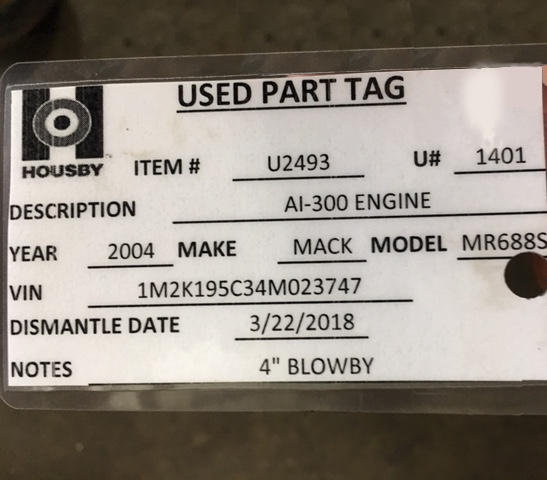 USED PART TAG
HOUSBY
ITEM # U2493 U# 1401
DESCRIPTION AI-300 ENGINE
YEAR 2004 MAKE MACK MODEL MR688S
VIN 1M2K195C34M023747
DISMANTLE DATE 3/22/2018
NOTES 4" BLOWBY